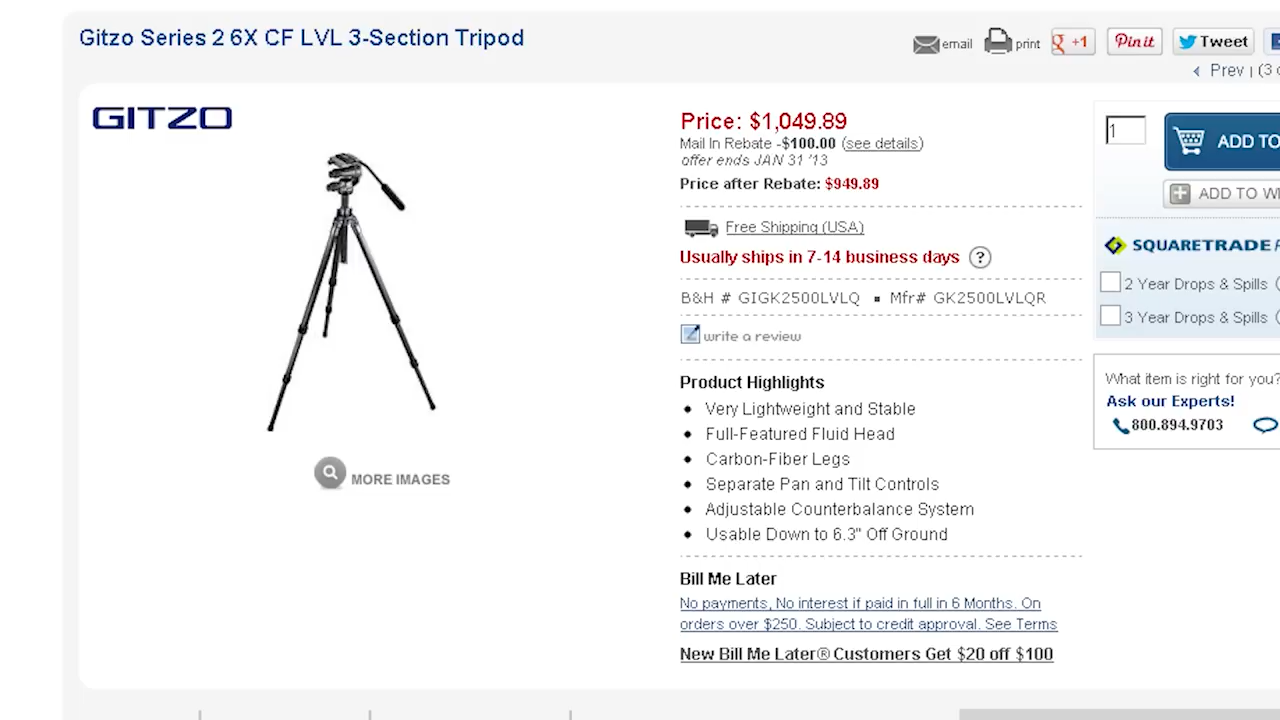 Gitzo Series 2 6X CF LVL 3-Section Tripod
email
print
+1
Pinit
Tweet
Prev | (3
GITZO
Price: $1,049.89
Mail In Rebate -$100.00 (see details)
offer ends JAN 31 '13
Price after Rebate: $949.89
1
ADD TO
ADD TO
Free Shipping (USA)
Usually ships in 7-14 business days ?
SQUARETRADE
2 Year Drops & Spills (
3 Year Drops & Spills (
B&H # GIGK2500LVLQ ▪ Mfr# GK2500LVLQR
write a review
What item is right for you?
Ask our Experts!
800.894.9703
Product Highlights
• Very Lightweight and Stable
• Full-Featured Fluid Head
• Carbon-Fiber Legs
• Separate Pan and Tilt Controls
• Adjustable Counterbalance System
• Usable Down to 6.3" Off Ground
MORE IMAGES
Bill Me Later
No payments, No interest if paid in full in 6 Months. On
orders over $250. Subject to credit approval. See Terms
New Bill Me Later® Customers Get $20 off $100